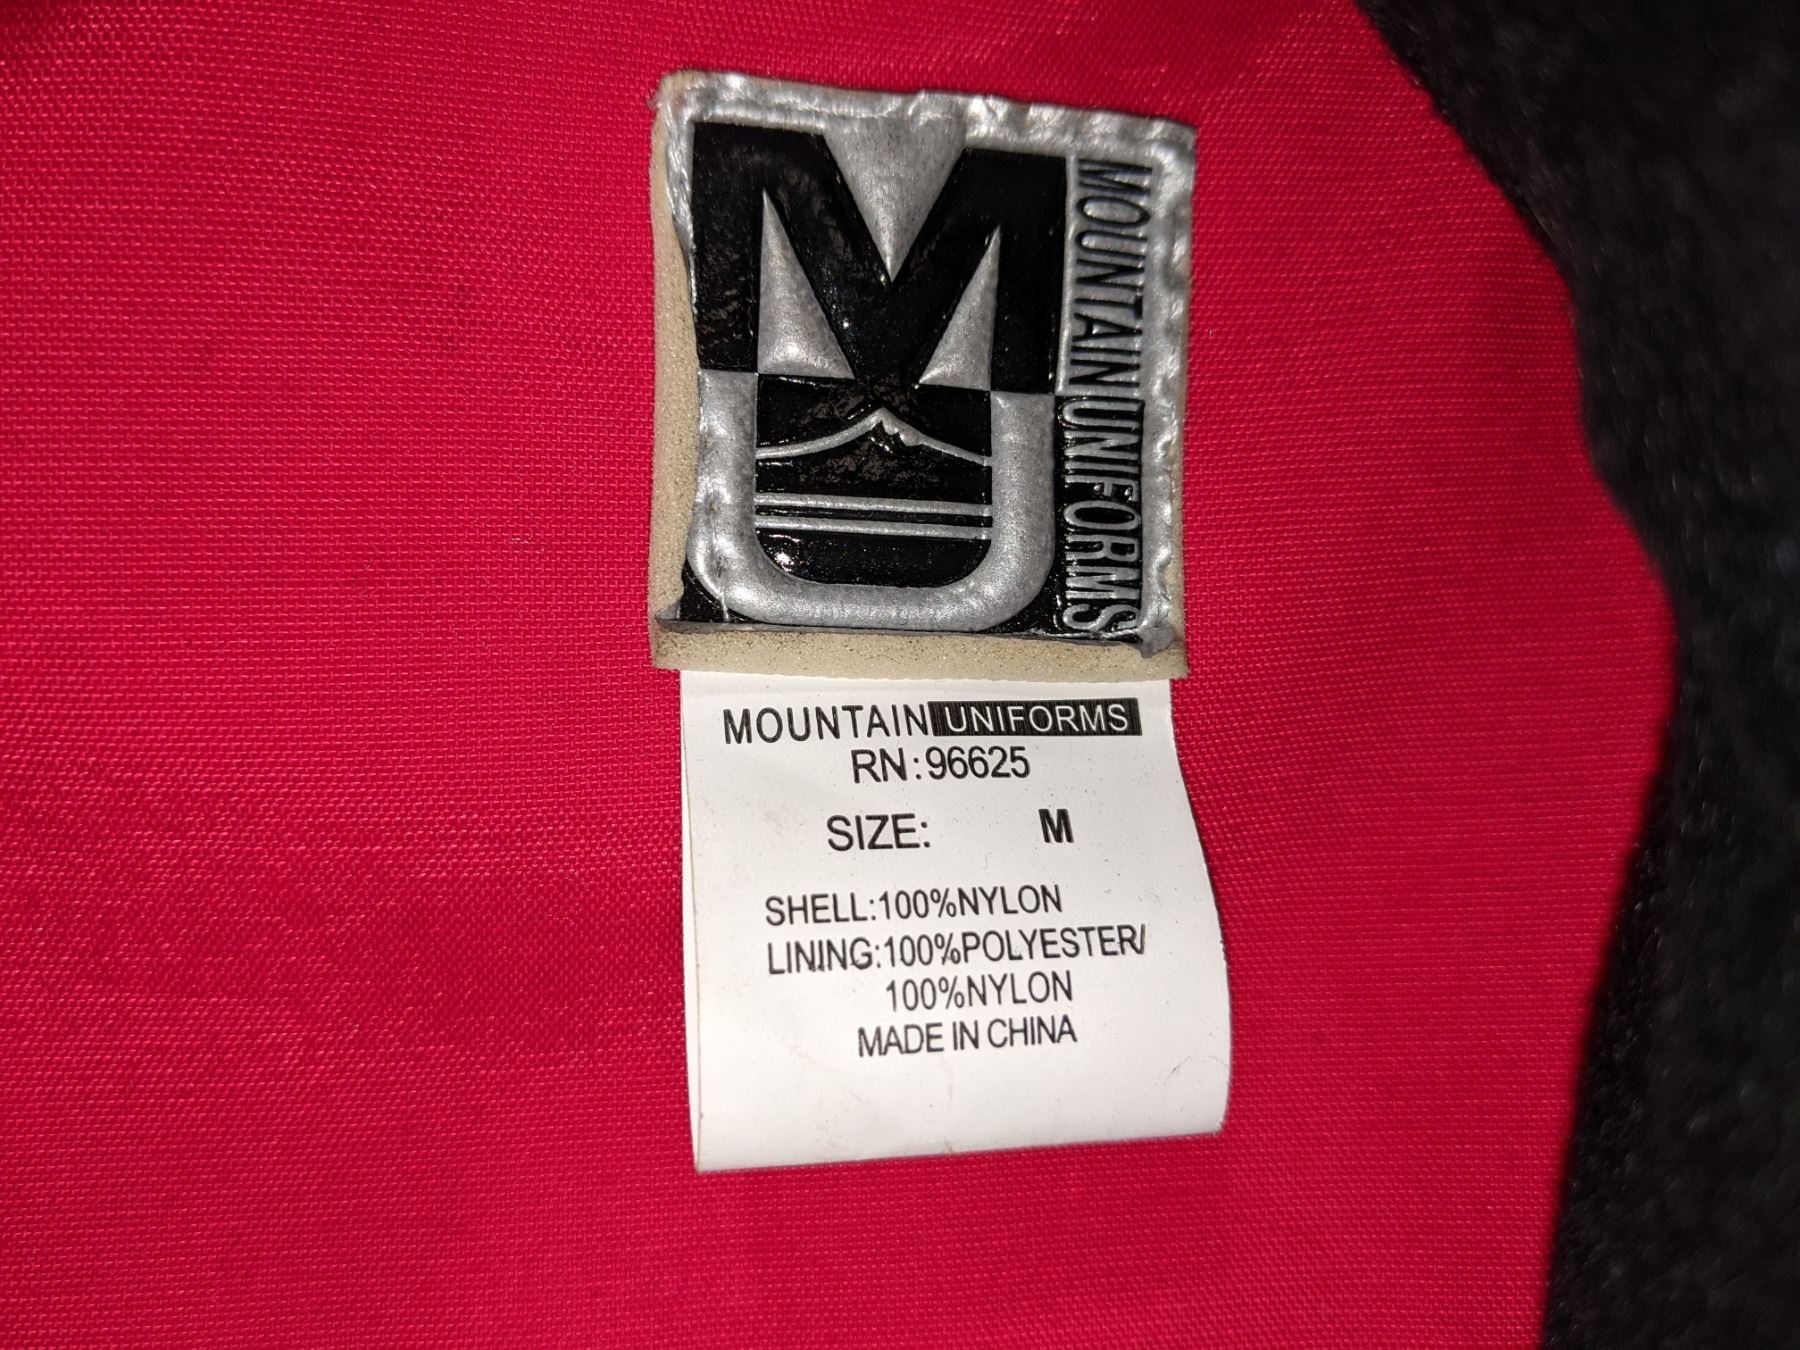 MU
MOUNTAIN UNIFORMS
MOUNTAIN UNIFORMS
RN:96625
SIZE: M
SHELL:100%NYLON
LINING:100%POLYESTER/
100%NYLON
MADE IN CHINA